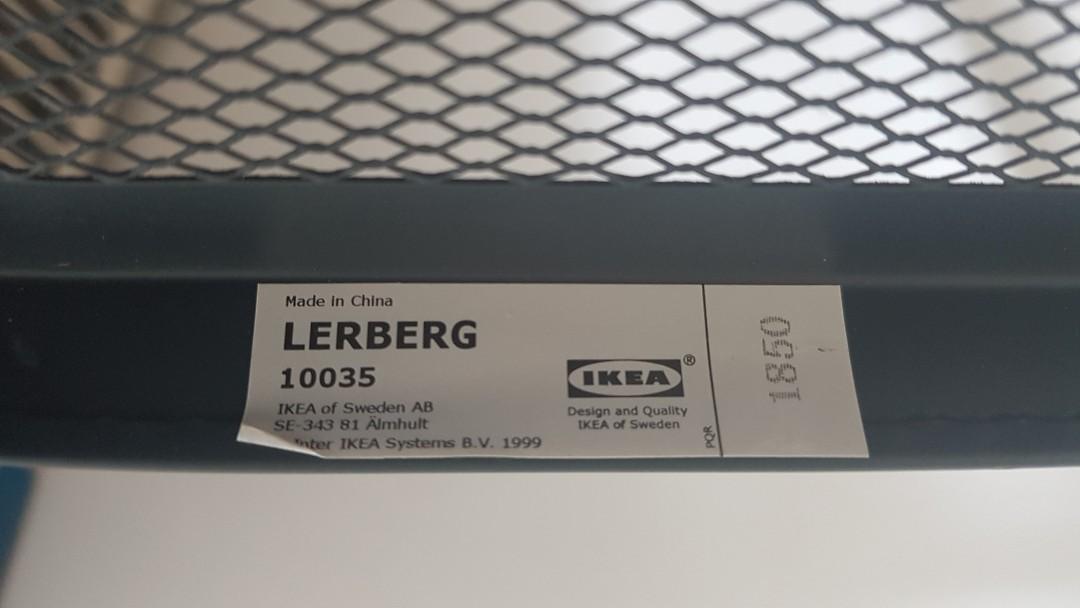 Made in China
LERBERG
10035
IKEA of Sweden AB
SE-343 81 Älmhult
Inter IKEA Systems B.V. 1999
IKEA®
Design and Quality
IKEA of Sweden
PQR
1850